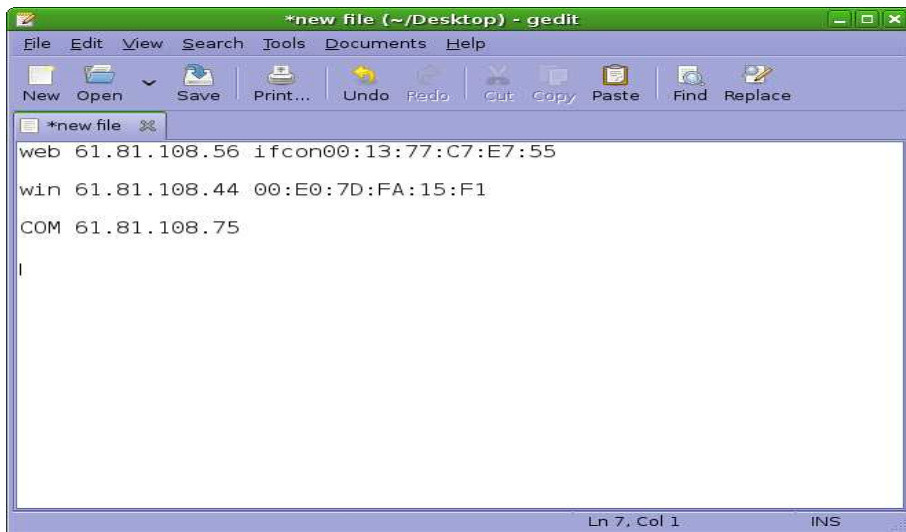 *new file (~/Desktop) - gedit
File Edit View Search Tools Documents Help
New Open Save Print... Undo Redo Cut Copy Paste Find Replace
*new file
web 61.81.108.56 ifcon00:13:77:C7:E7:55
win 61.81.108.44 00:E0:7D:FA:15:F1
COM 61.81.108.75
Ln 7, Col 1 INS